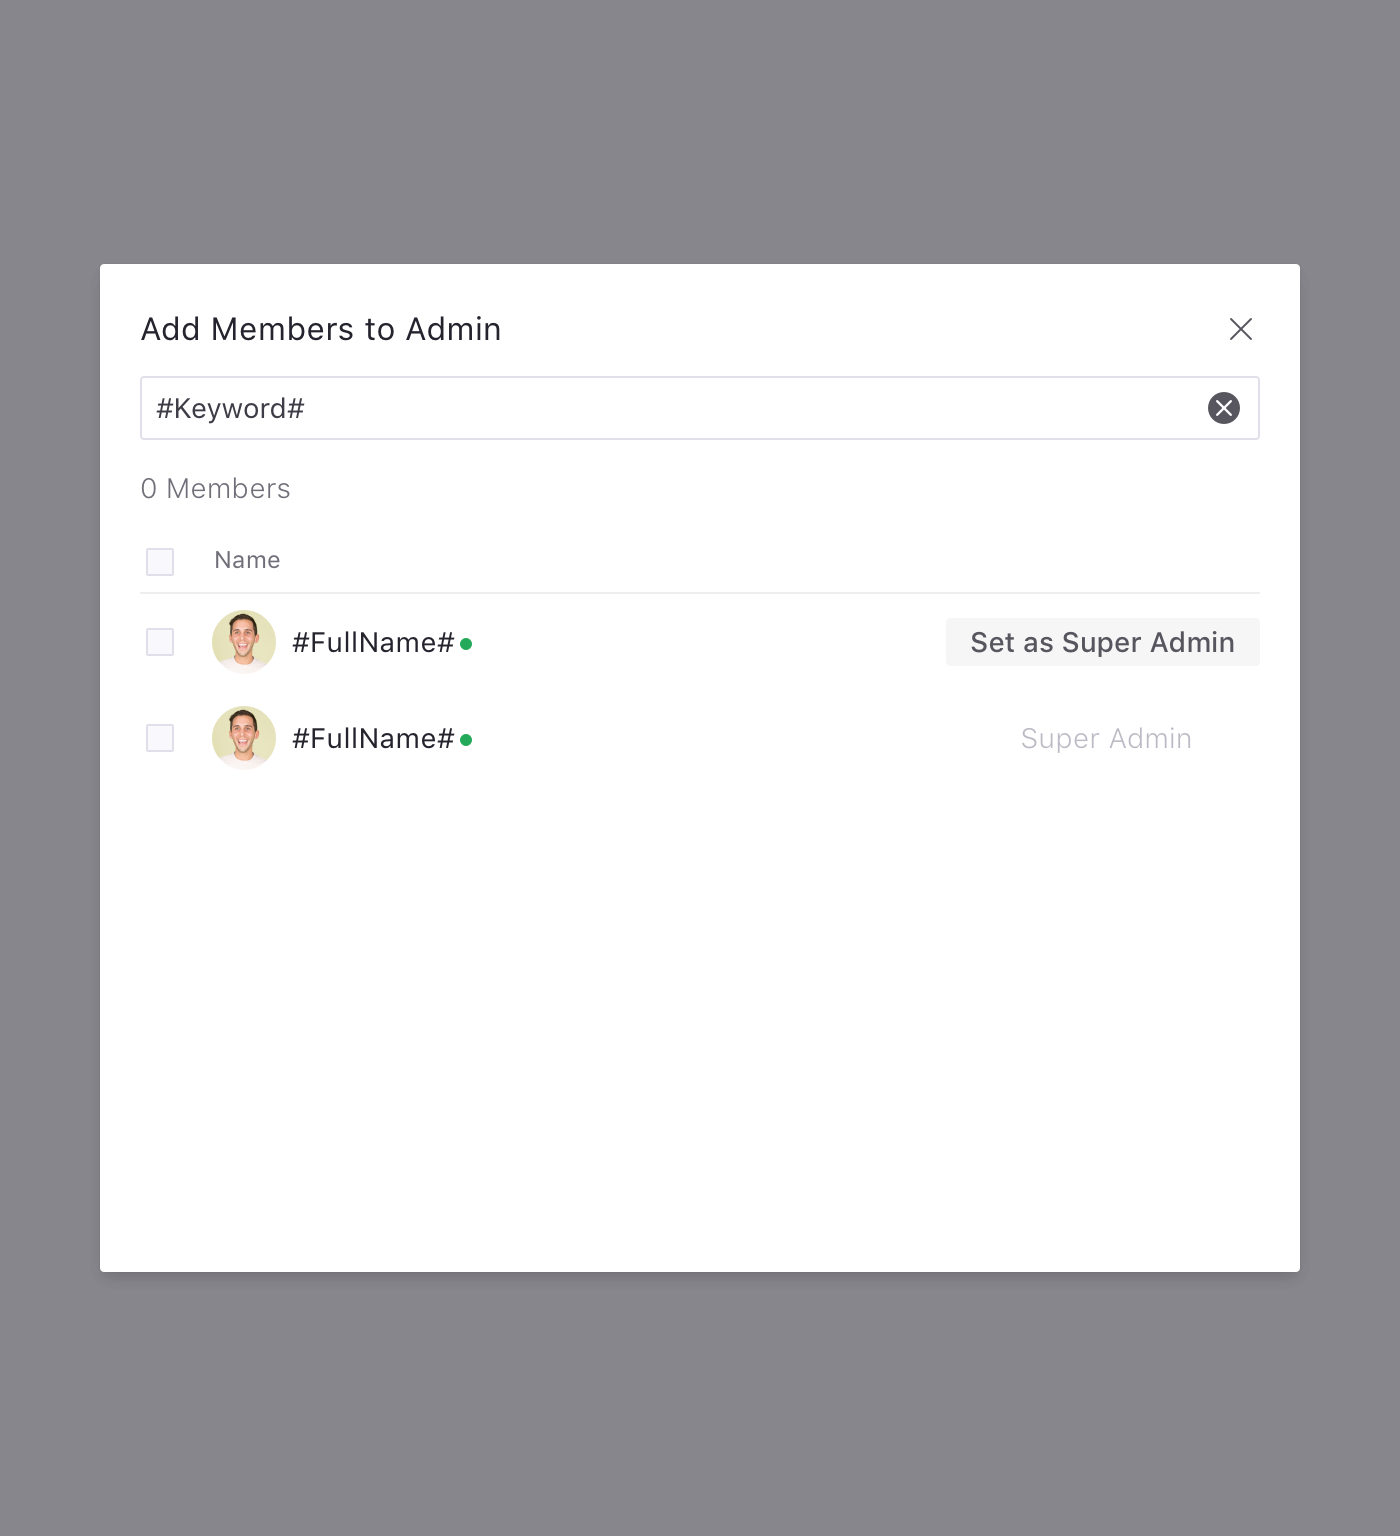 Add Members to Admin
#Keyword#
0 Members
Name
#FullName#
Set as Super Admin
#FullName#
Super Admin